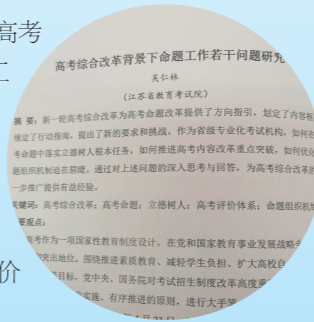 高考
高考综合改革背景下命题工作若干问题研究
吴仁林
(江苏省教育考试院)
摘 要：新一轮高考综合改革为高考命题改革提供了方向指引，划定了内容框
规定了行动指南，提出了新的要求和挑战。作为省级专业化考试机构，如何在
考命题中落实立德树人根本任务，如何推进高考内容改革重点突破，如何优化
题组织机制迫在眉睫。通过对上述问题的深入思考与回答，为高考综合改革的
一步推广提供有益经验。
关键词：高考综合改革；高考命题；立德树人；高考评价体系；命题组织机
要观点：
高考作为一项国家性教育制度设计，在党和国家教育事业发展战略
突出地位。围绕推进素质教育、减轻学生负担、扩大高校自
目标，党中央、国务院对考试招生制度改革高度重
实施、有序推进的原则，进行大手笔
价